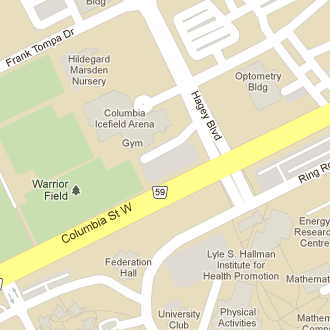 Bldg
Frank Tompa Dr
Hildegard
Marsden
Nursery
Optometry
Bldg
Columbia
Icefield Arena
Hagey Blvd
Gym
Warrior
Field
59
Columbia St W
Ring Ro
Energy
Research
Centre
Federation
Hall
Lyle S. Hallman
Institute for
Health Promotion
Mathemat
University
Club
Physical
Activities
Mathemati
Comp